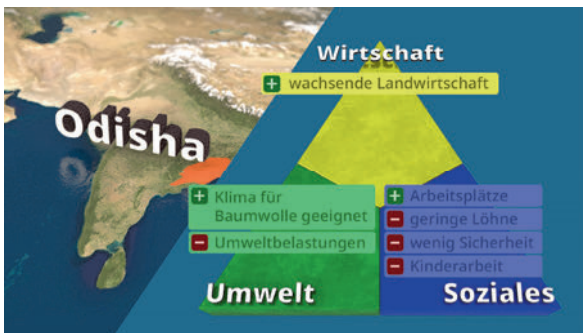 Wirtschaft
+ wachsende Landwirtschaft
Odisha
+ Klima für
Baumwolle geeignet
− Umweltbelastungen
+ Arbeitsplätze
− geringe Löhne
− wenig Sicherheit
− Kinderarbeit
Umwelt
Soziales